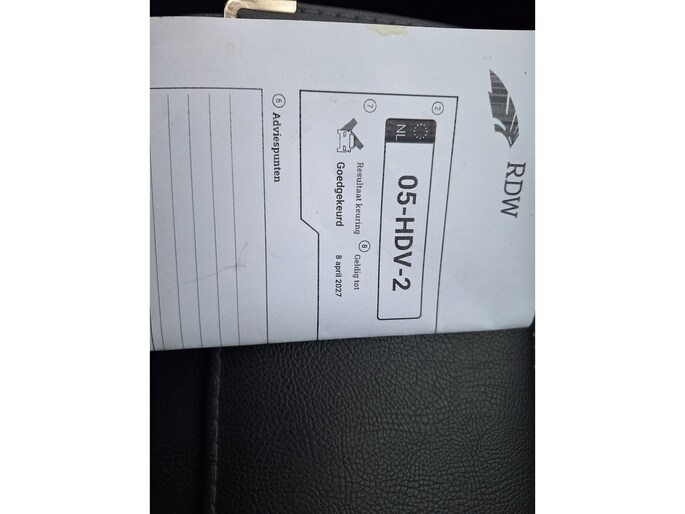 RDW
2
NL 05-HDV-2
7 Resultaat keuring
Goedgekeurd
8 Geldig tot
8 april 2027
6 Adviespunten